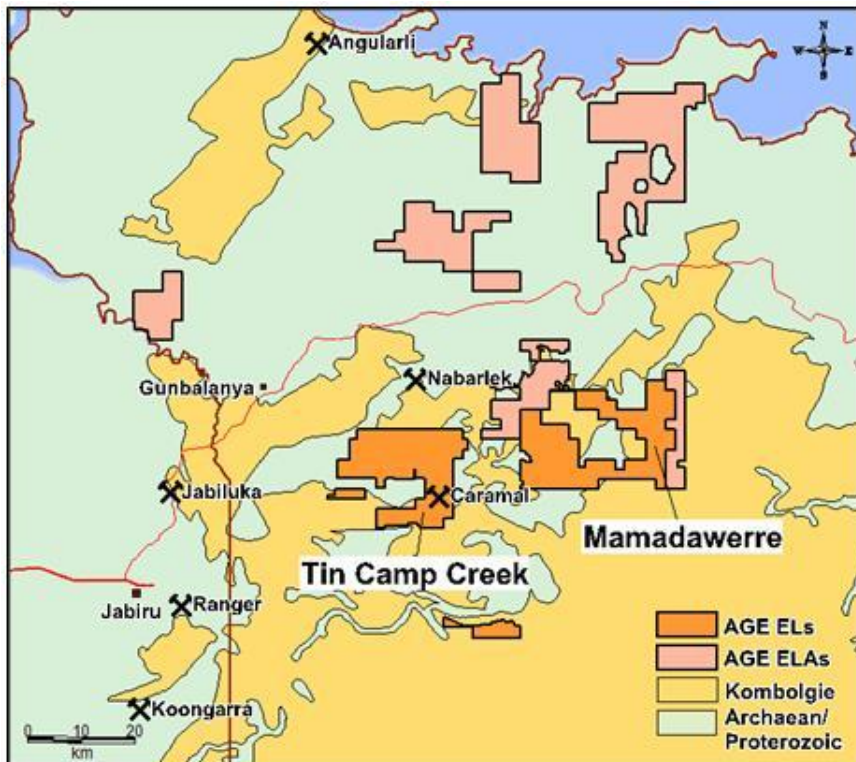 Angularli
N
W E
S
Gunbalanya
Nabarlek
Jabiluka
Caramal
Mamadawerre
Tin Camp Creek
Jabiru
Ranger
Koongarra
AGE ELs
AGE ELAs
Kombolgie
Archaean/
Proterozoic
0 10 20
km